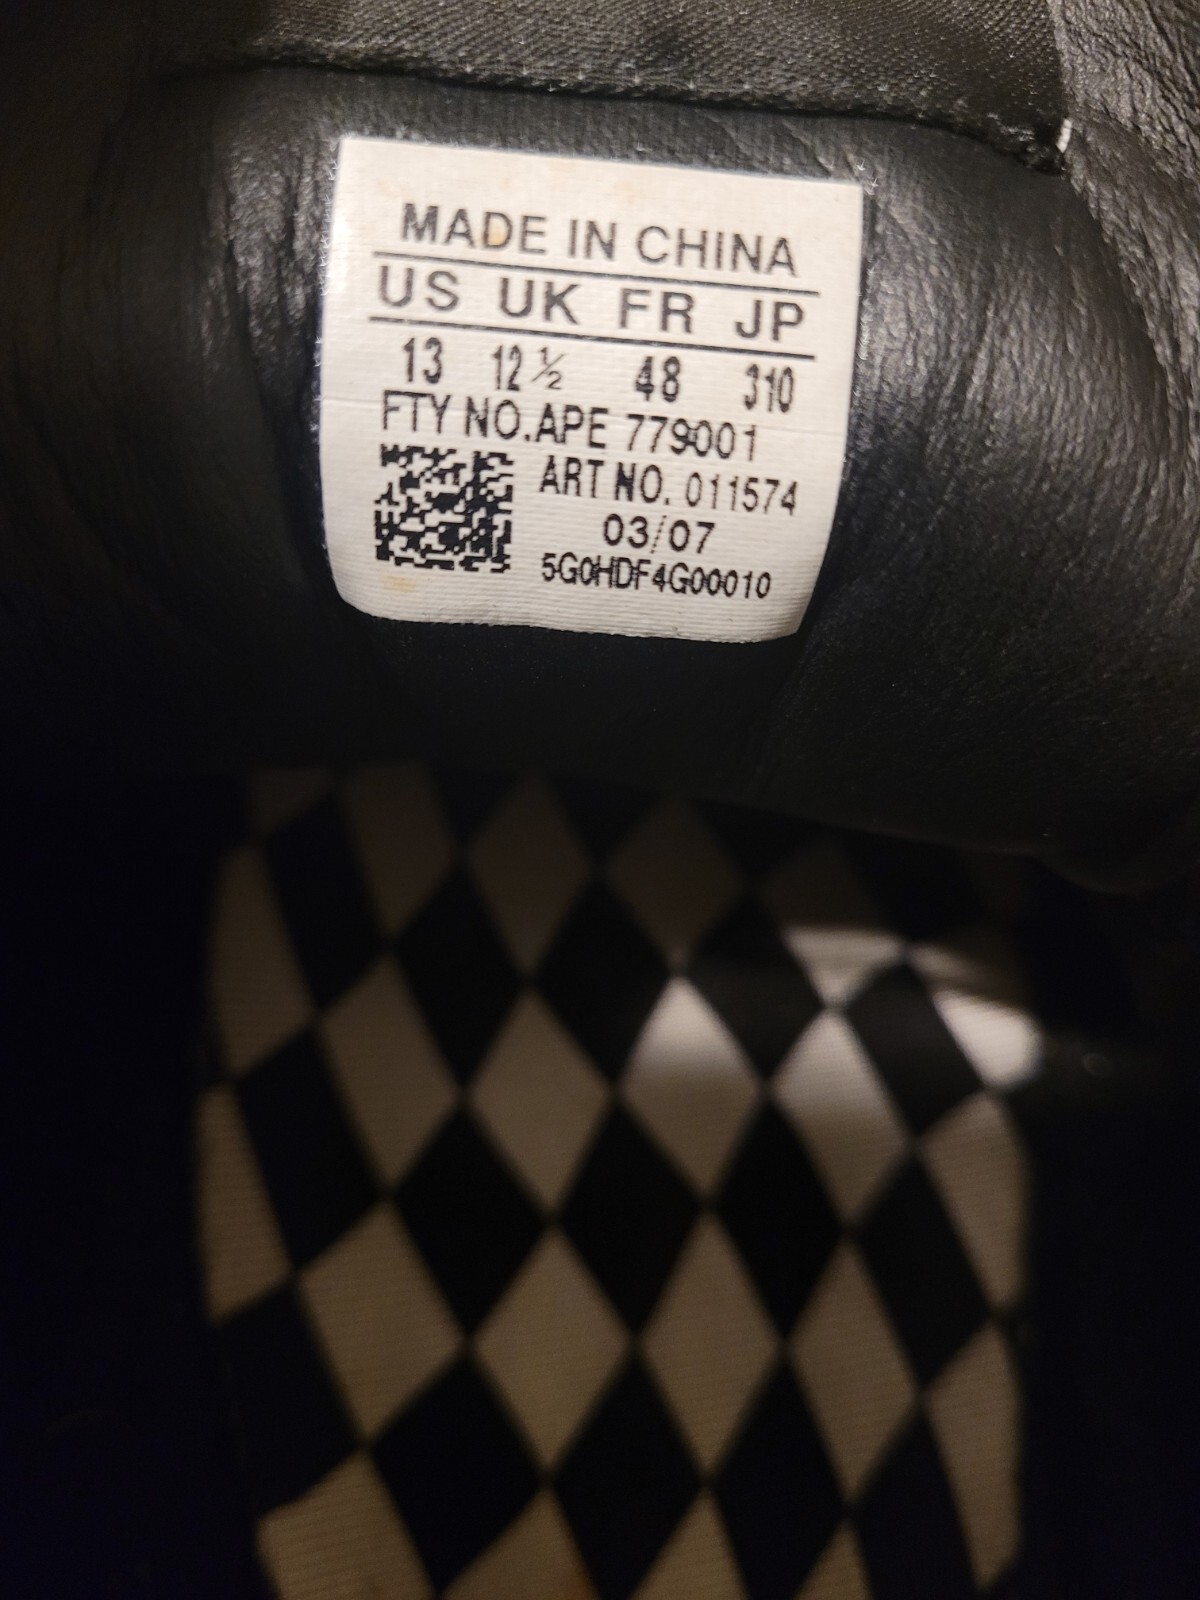 MADE IN CHINA
US UK FR JP
13 12 ½ 48 310
FTY NO. APE 779001
ART NO. 011574
03/07
5G0HDF4G00010